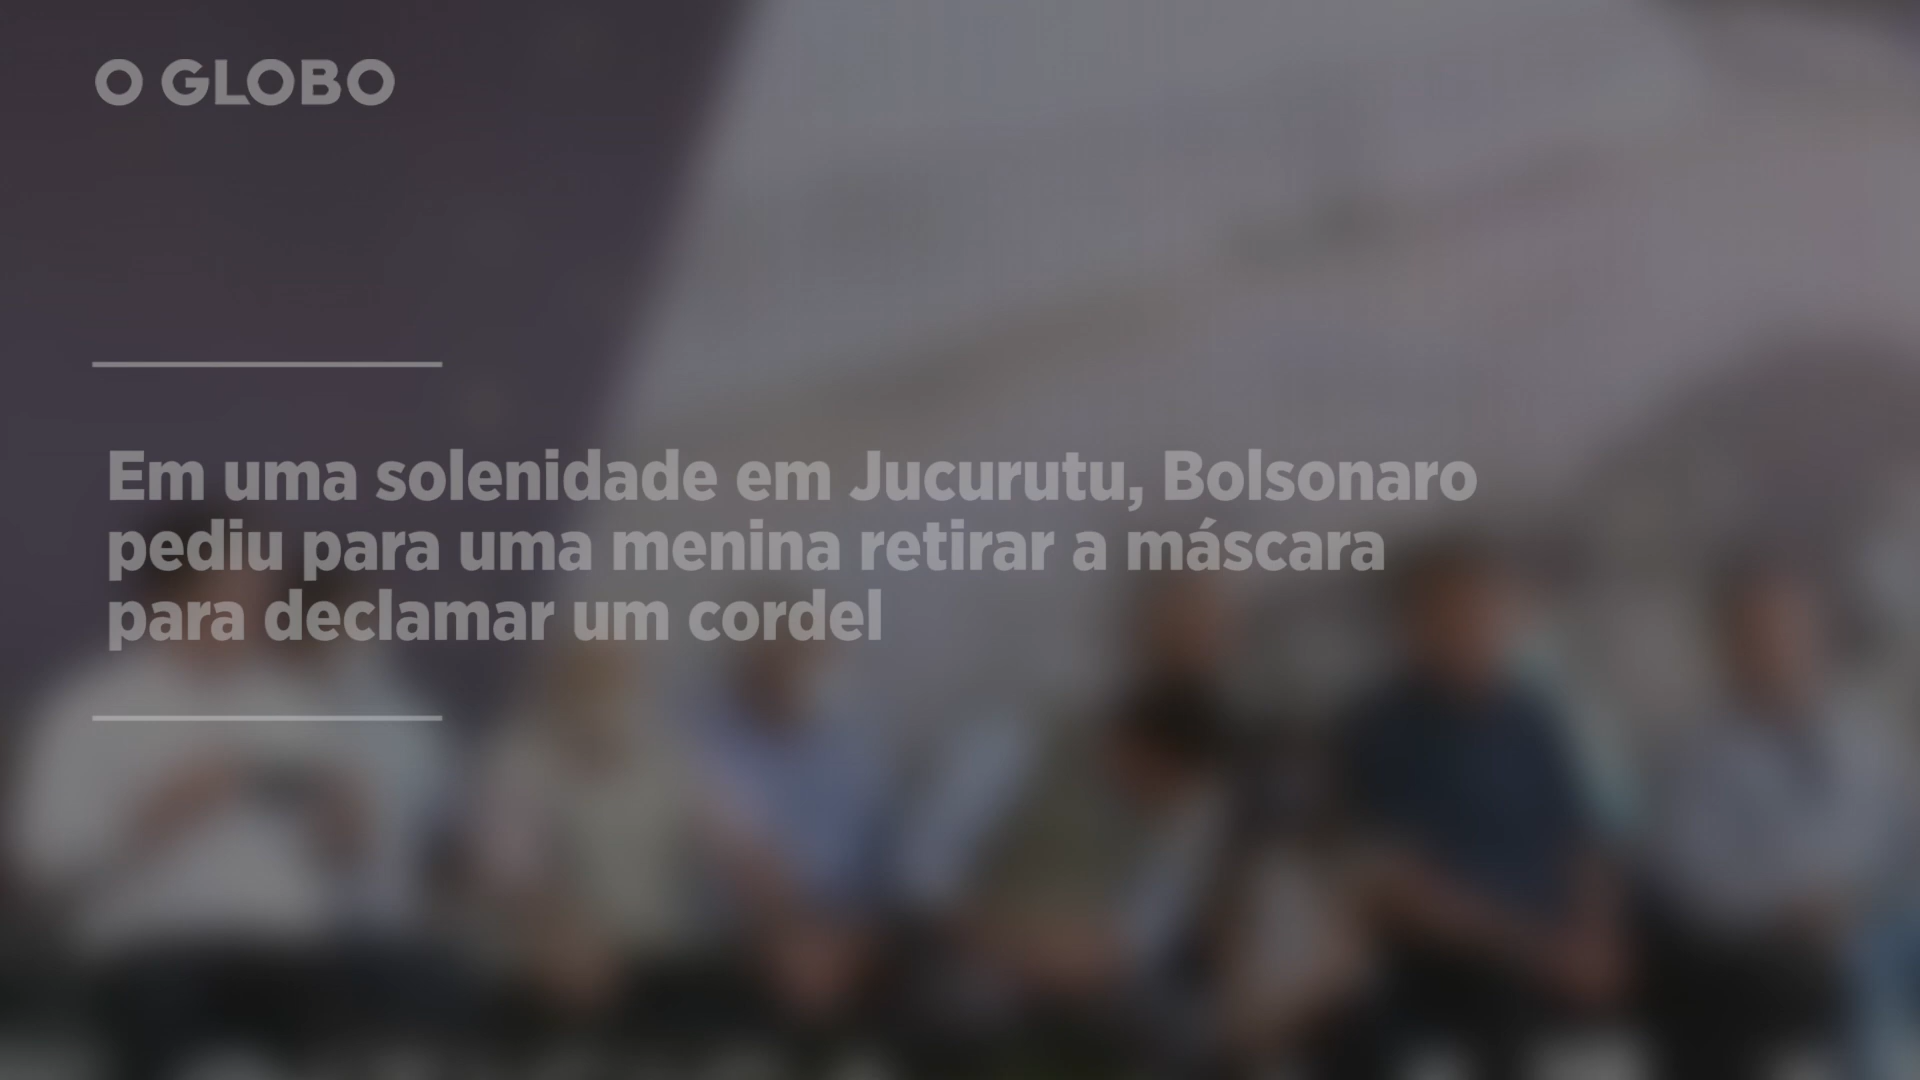 O GLOBO
Em uma solenidade em Jucurutu, Bolsonaro
pediu para uma menina retirar a máscara
para declamar um cordel